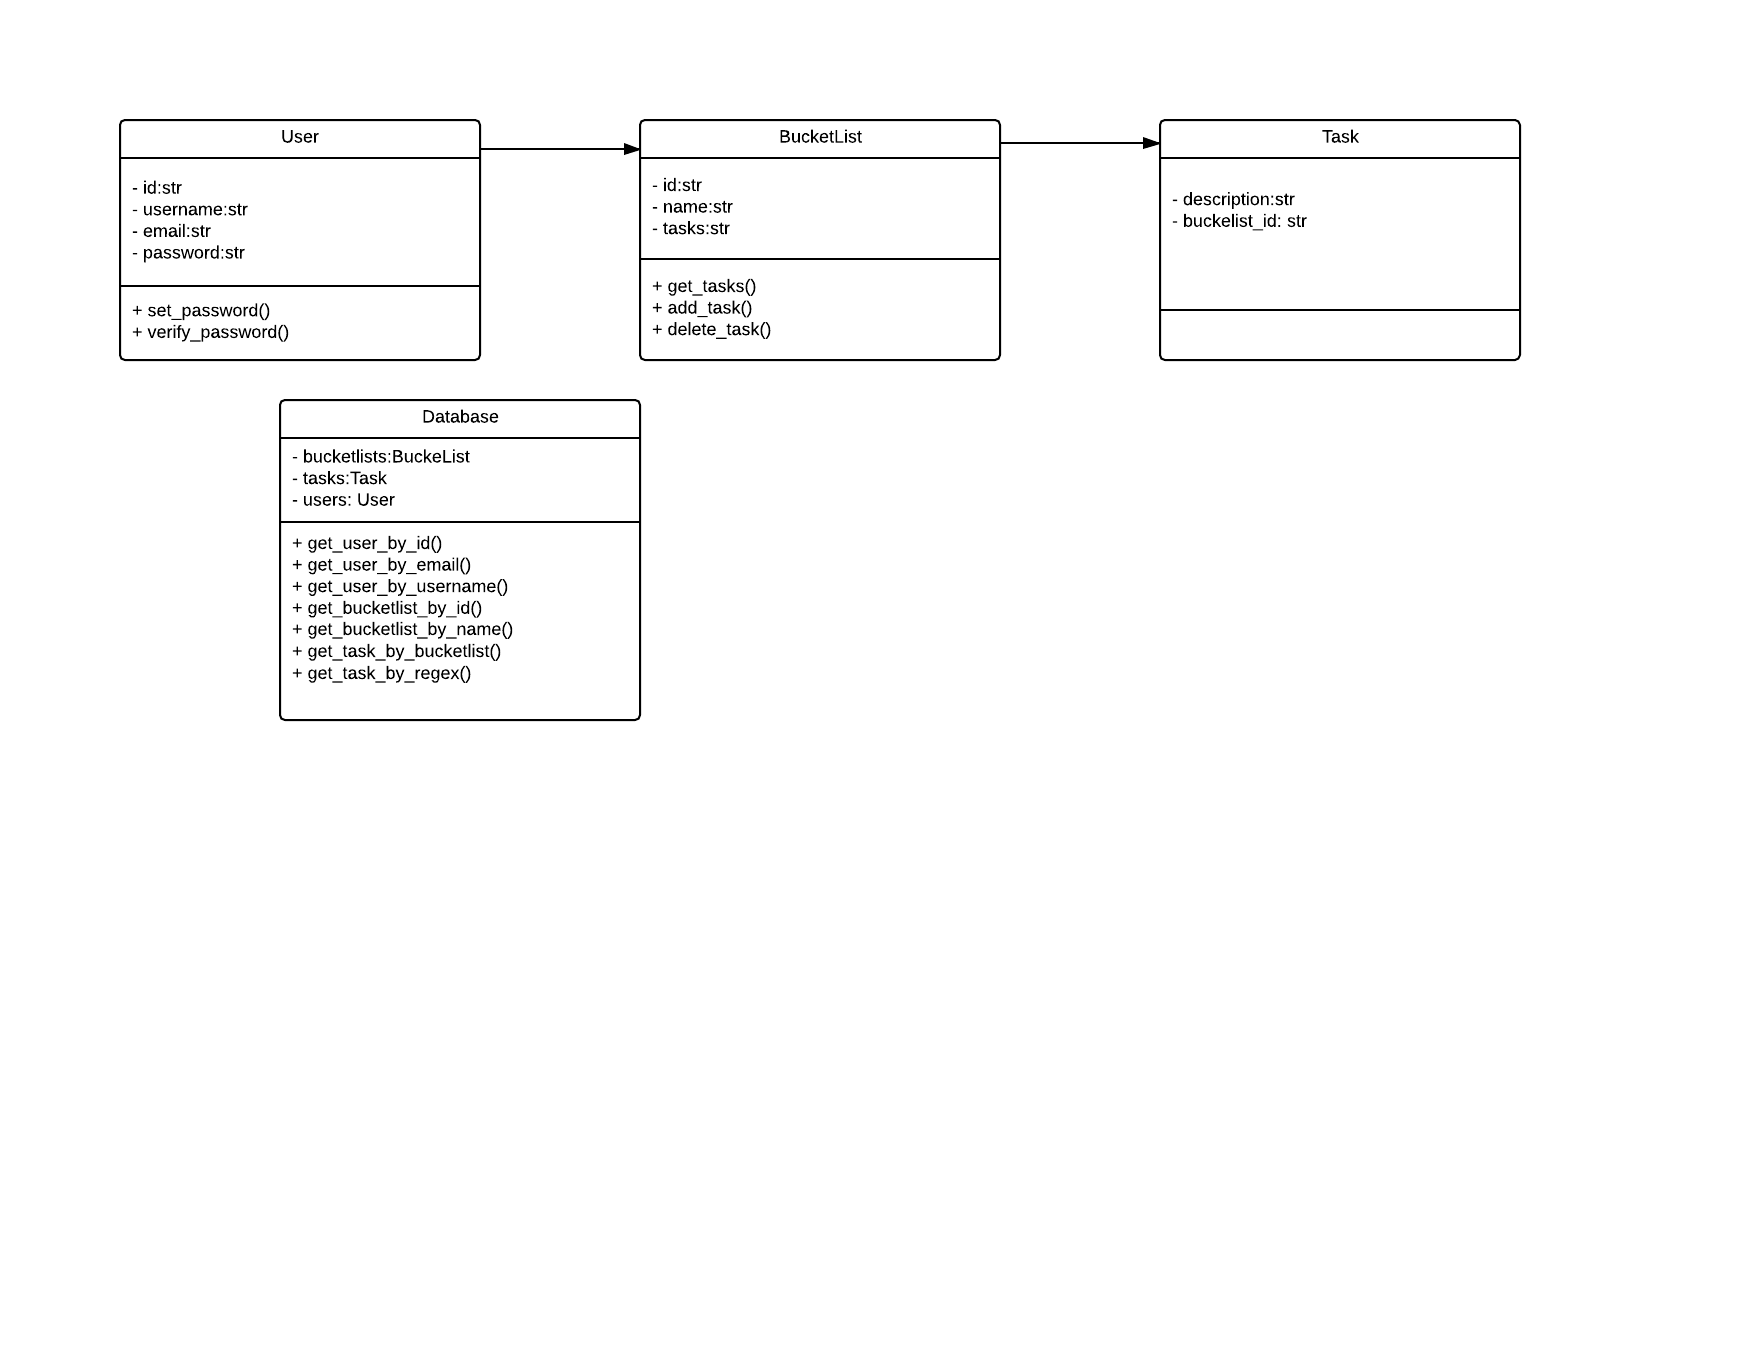 User
- id:str
- username:str
- email:str
- password:str
+ set_password()
+ verify_password()
BucketList
- id:str
- name:str
- tasks:str
+ get_tasks()
+ add_task()
+ delete_task()
Task
- description:str
- buckelist_id: str
Database
- bucketlists:BuckeList
- tasks:Task
- users: User
+ get_user_by_id()
+ get_user_by_email()
+ get_user_by_username()
+ get_bucketlist_by_id()
+ get_bucketlist_by_name()
+ get_task_by_bucketlist()
+ get_task_by_regex()